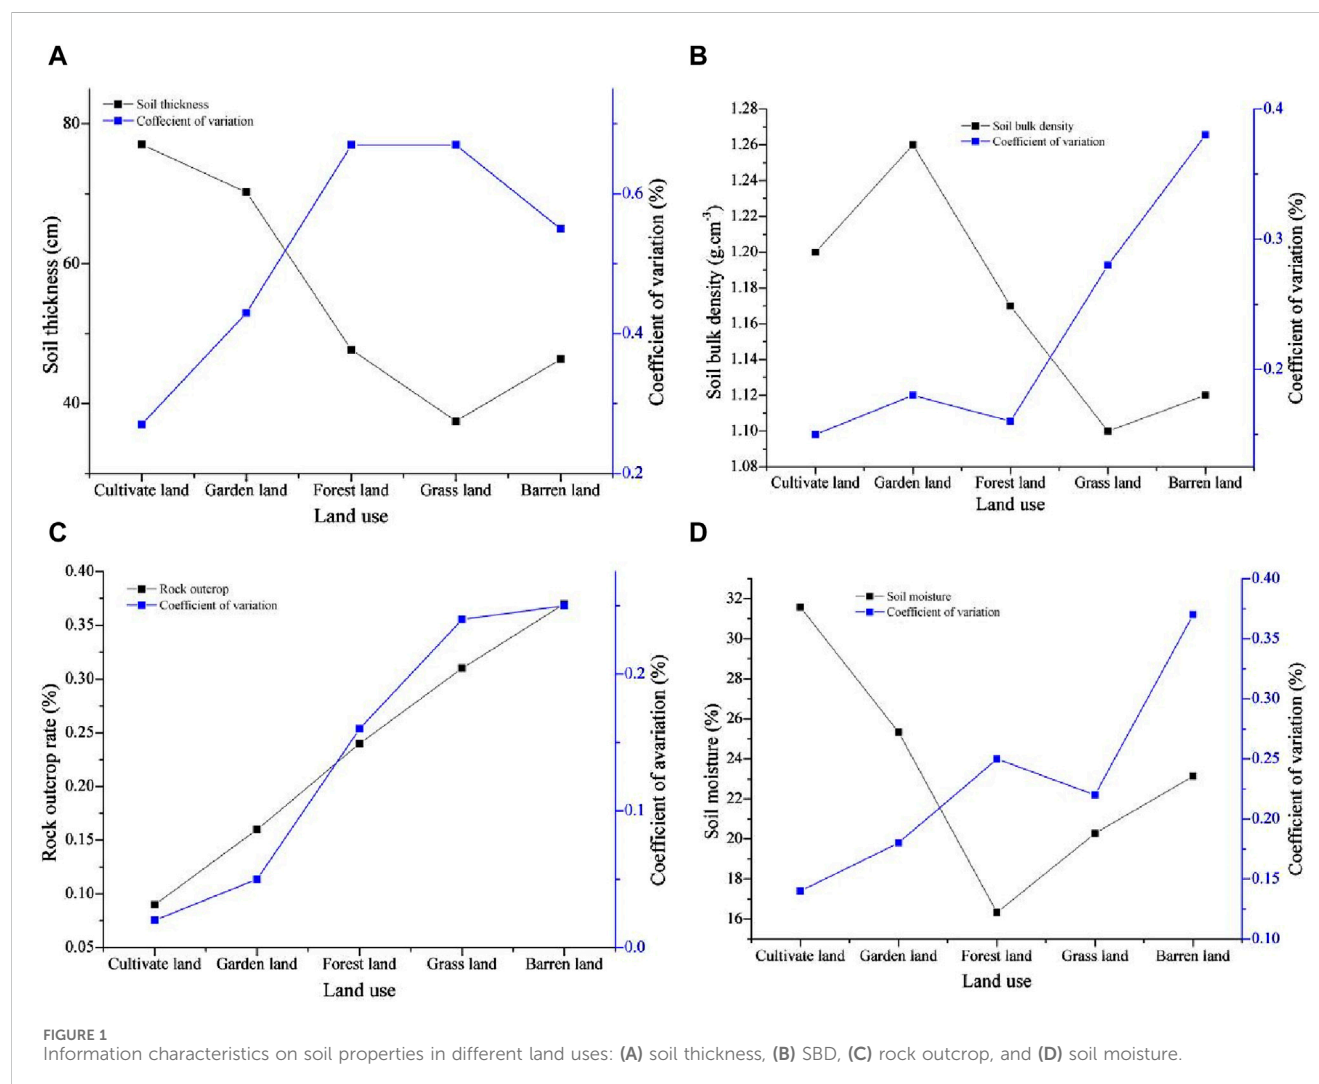 A
Soil thickness
Coffecient of variation
80
60
40
Soil thickness (cm)
0.6
0.4
0.2
Coefficient of variation (%)
Cultivate land Garden land Forest land Grass land Barren land
Land use
B
Soil bulk density
Coefficient of variation
1.28
1.26
1.24
1.22
1.20
1.18
1.16
1.14
1.12
1.10
1.08
Soil bulk density (g.cm-3)
0.4
0.3
0.2
Coefficient of variation (%)
Cultivate land Garden land Forest land Grass land Barren land
Land use
C
Rock outcrop
Coefficient of variation
0.40
0.35
0.30
0.25
0.20
0.15
0.10
0.05
Rock outcrop rate (%)
0.2
0.1
0.0
Coefficient of avariation (%)
Cultivate land Garden land Forest land Grass land Barren land
Land use
D
Soil moisture
Coefficient of variation
32
30
28
26
24
22
20
18
16
Soil moisture (%)
0.40
0.35
0.30
0.25
0.20
0.15
0.10
Coefficient of variation (%)
Cultivate land Garden land Forest land Grass land Barren land
Land use
FIGURE 1
Information characteristics on soil properties in different land uses: (A) soil thickness, (B) SBD, (C) rock outcrop, and (D) soil moisture.